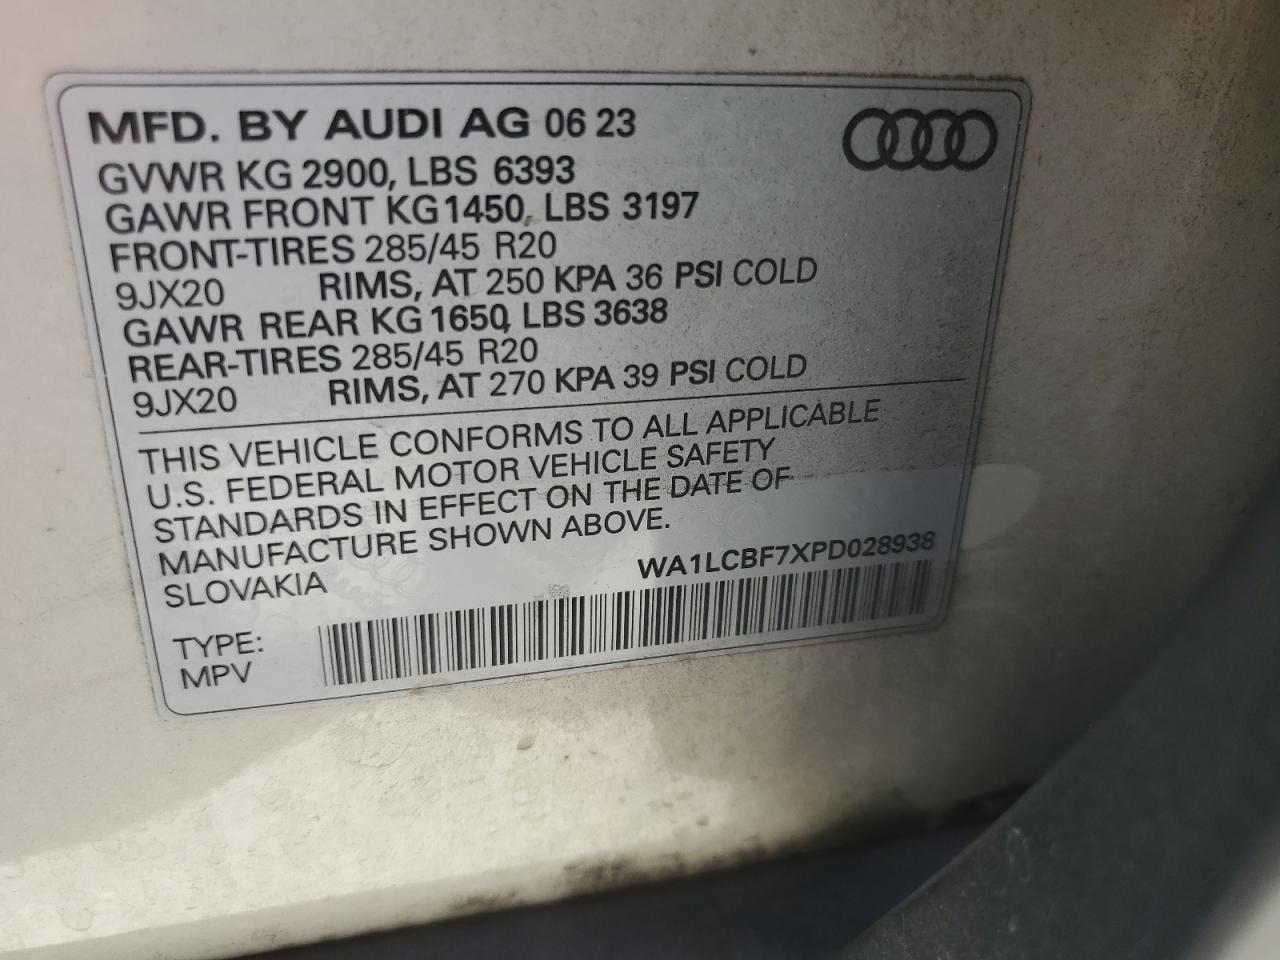 MFD. BY AUDI AG 06 23
GVWR KG 2900, LBS 6393
GAWR FRONT KG 1450, LBS 3197
FRONT-TIRES 285/45 R20
9JX20 RIMS, AT 250 KPA 36 PSI COLD
GAWR REAR KG 1650, LBS 3638
REAR-TIRES 285/45 R20
9JX20 RIMS, AT 270 KPA 39 PSI COLD
THIS VEHICLE CONFORMS TO ALL APPLICABLE
U.S. FEDERAL MOTOR VEHICLE SAFETY
STANDARDS IN EFFECT ON THE DATE OF
MANUFACTURE SHOWN ABOVE.
SLOVAKIA
WA1LCBF7XPD028938
TYPE:
MPV